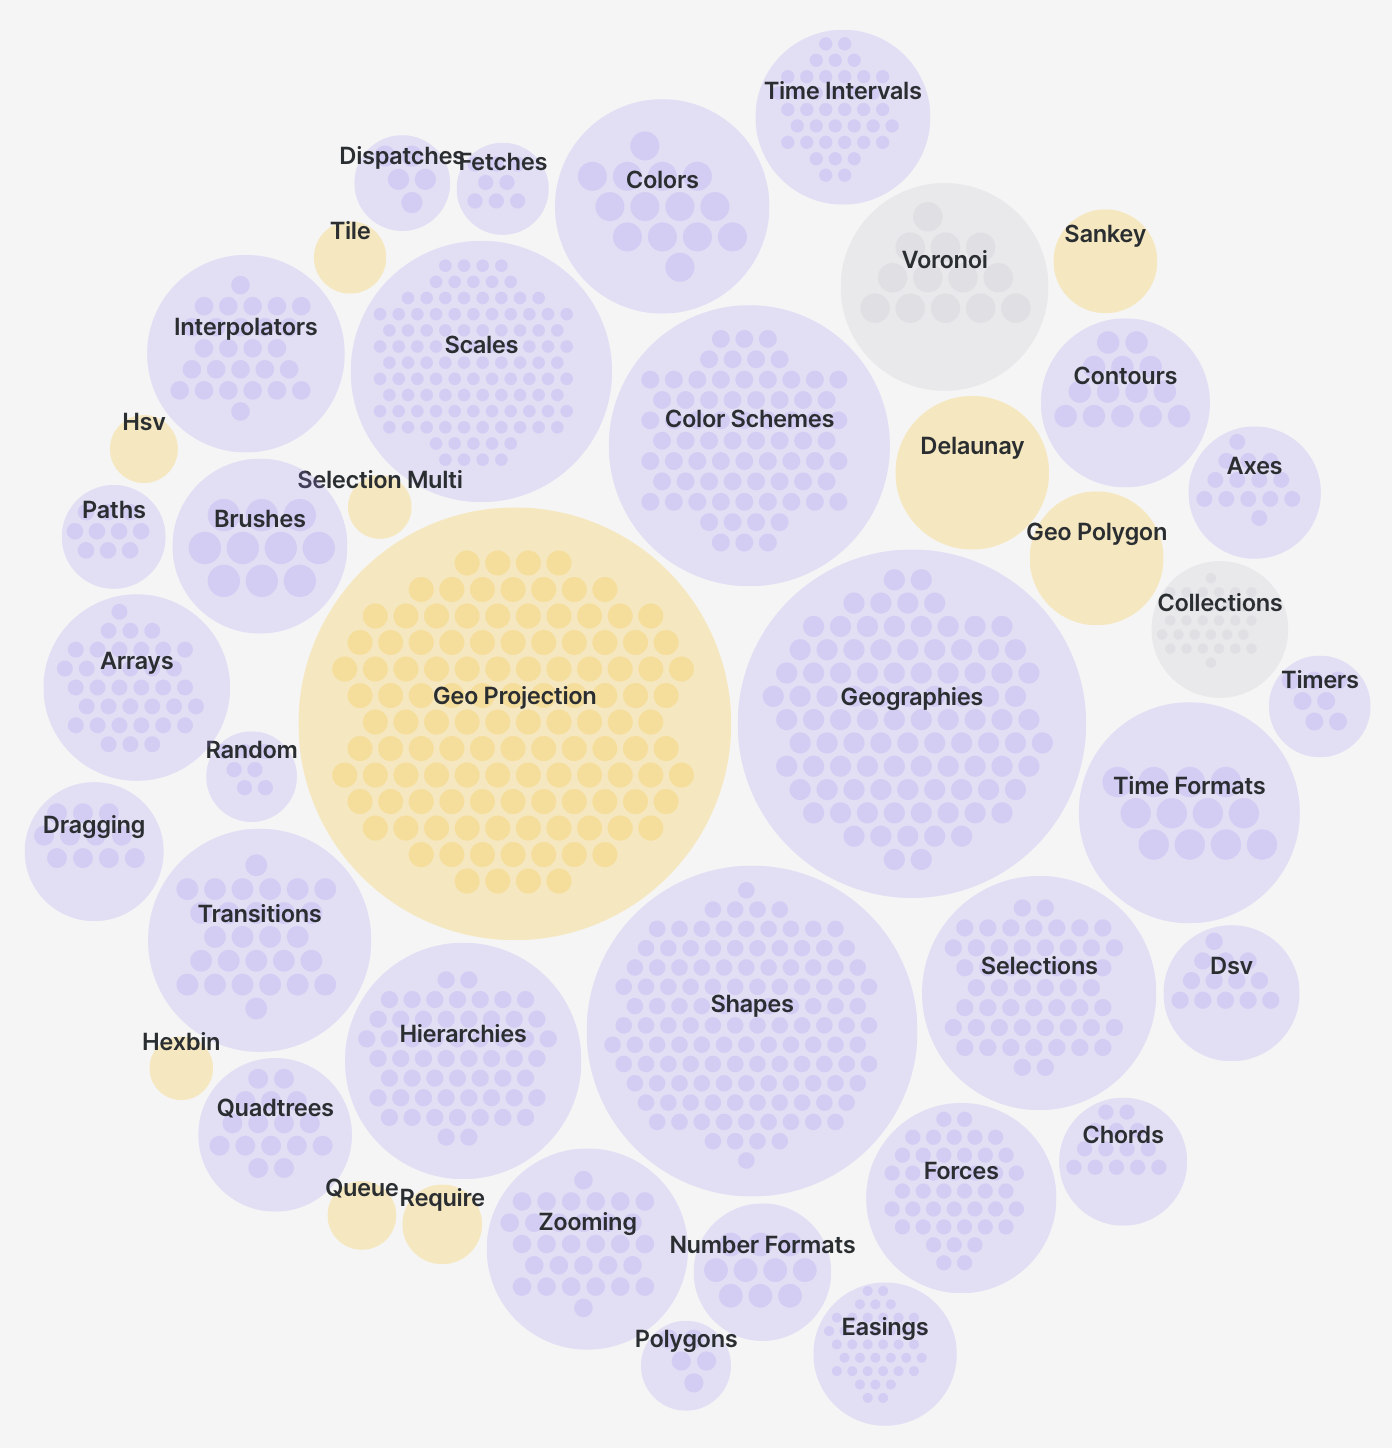 Time Intervals
Dispatches
Fetches
Colors
Tile
Sankey
Voronoi
Interpolators
Scales
Contours
Color Schemes
Hsv
Delaunay
Axes
Selection Multi
Paths
Brushes
Geo Polygon
Collections
Arrays
Timers
Geo Projection
Geographies
Random
Time Formats
Dragging
Transitions
Selections
Dsv
Shapes
Hierarchies
Hexbin
Quadtrees
Chords
Forces
Queue
Require
Zooming
Number Formats
Easings
Polygons